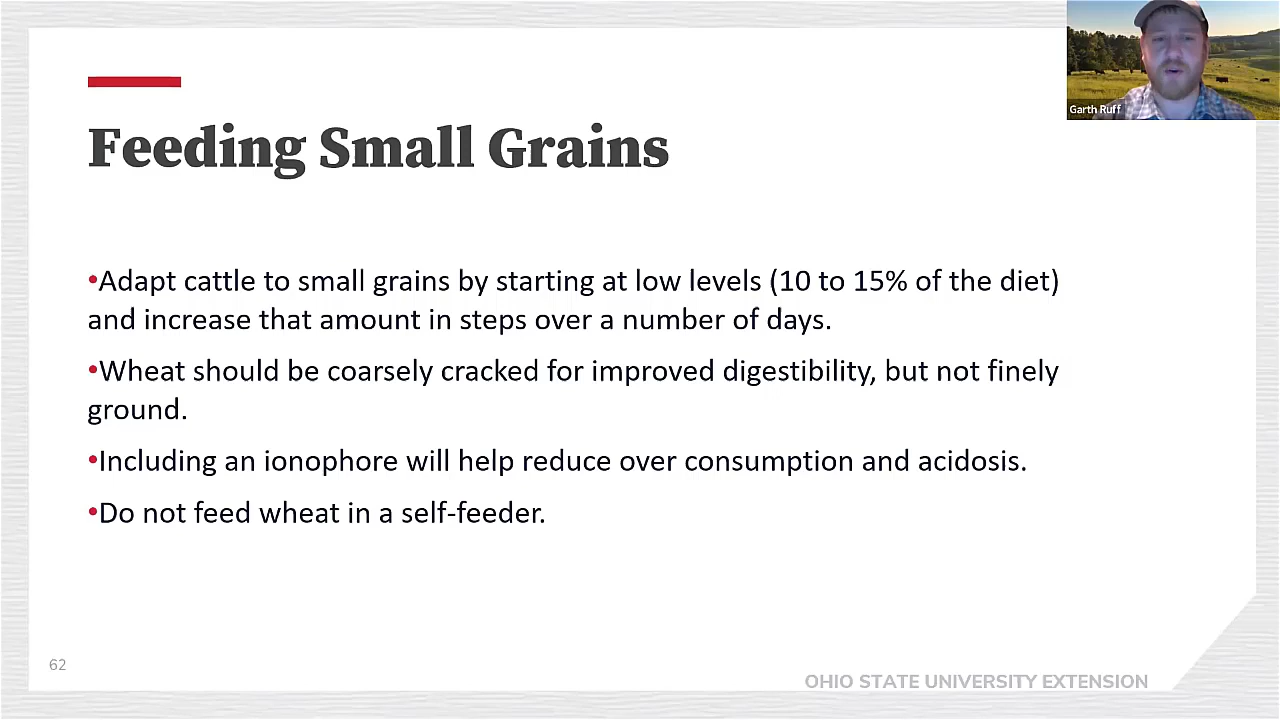 Garth Ruff
Feeding Small Grains
•Adapt cattle to small grains by starting at low levels (10 to 15% of the diet)
and increase that amount in steps over a number of days.
•Wheat should be coarsely cracked for improved digestibility, but not finely
ground.
•Including an ionophore will help reduce over consumption and acidosis.
•Do not feed wheat in a self-feeder.
62
OHIO STATE UNIVERSITY EXTENSION